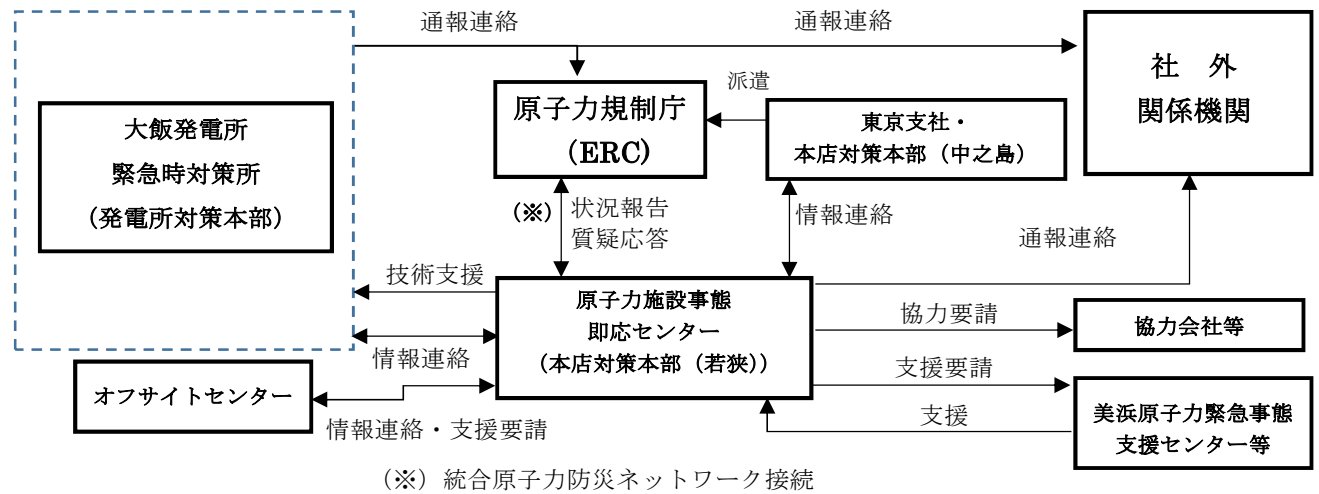 通報連絡
通報連絡
社　外
関係機関
大飯発電所
緊急時対策所
（発電所対策本部）
原子力規制庁
（ERC）
派遣
東京支社・
本店対策本部（中之島）
（※）
状況報告
質疑応答
情報連絡
通報連絡
技術支援
原子力施設事態
即応センター
（本店対策本部（若狭））
協力要請
協力会社等
情報連絡
支援要請
オフサイトセンター
支援
美浜原子力緊急事態
支援センター等
情報連絡・支援要請
（※）統合原子力防災ネットワーク接続